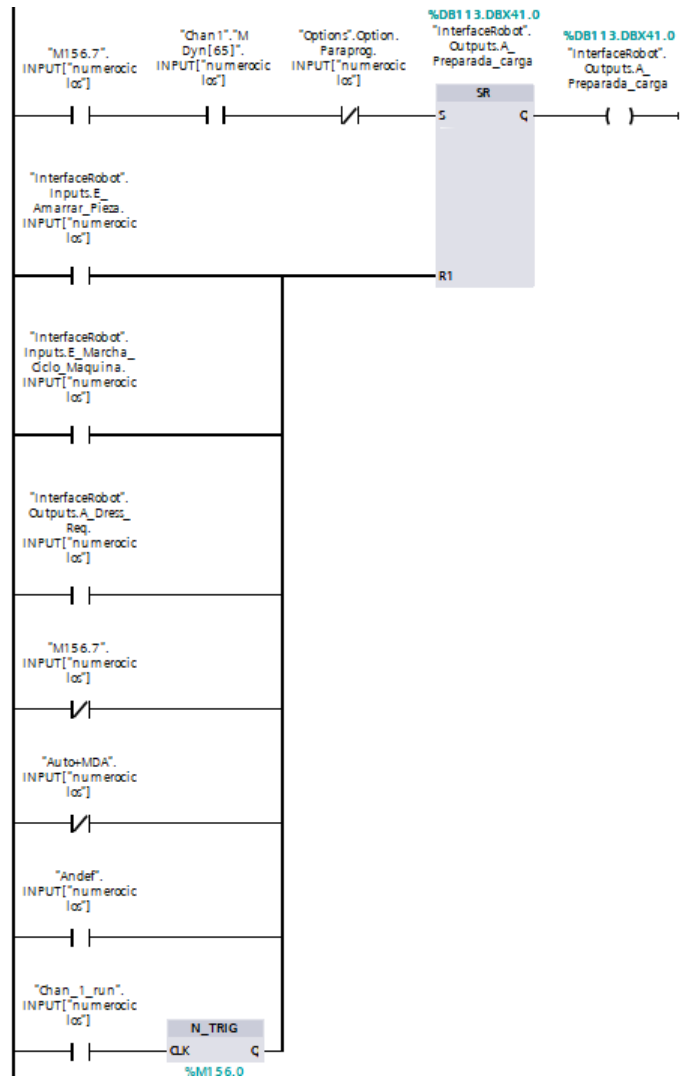 %DB113.DBX41.0
"InterfaceRobot".
Outputs.A_
Preparada_carga
%DB113.DBX41.0
"InterfaceRobot".
Outputs.A_
Preparada_carga
"M156.7".
INPUT["numerocic
los"]
"Chan1"."M
Dyn[65]".
INPUT["numerocic
los"]
"Options".Option.
Paraprog.
INPUT["numerocic
los"]
SR
S
Q
R1
"InterfaceRobot".
Inputs.E_
Amarrar_Pieza.
INPUT["numerocic
los"]
"InterfaceRobot".
Inputs.E_Marcha_
Ciclo_Maquina.
INPUT["numerocic
los"]
"InterfaceRobot".
Outputs.A_Dress_
Req.
INPUT["numerocic
los"]
"M156.7".
INPUT["numerocic
los"]
"Auto+MDA".
INPUT["numerocic
los"]
"Andef".
INPUT["numerocic
los"]
"Chan_1_run".
INPUT["numerocic
los"]
N_TRIG
CLK
Q
%M156.0